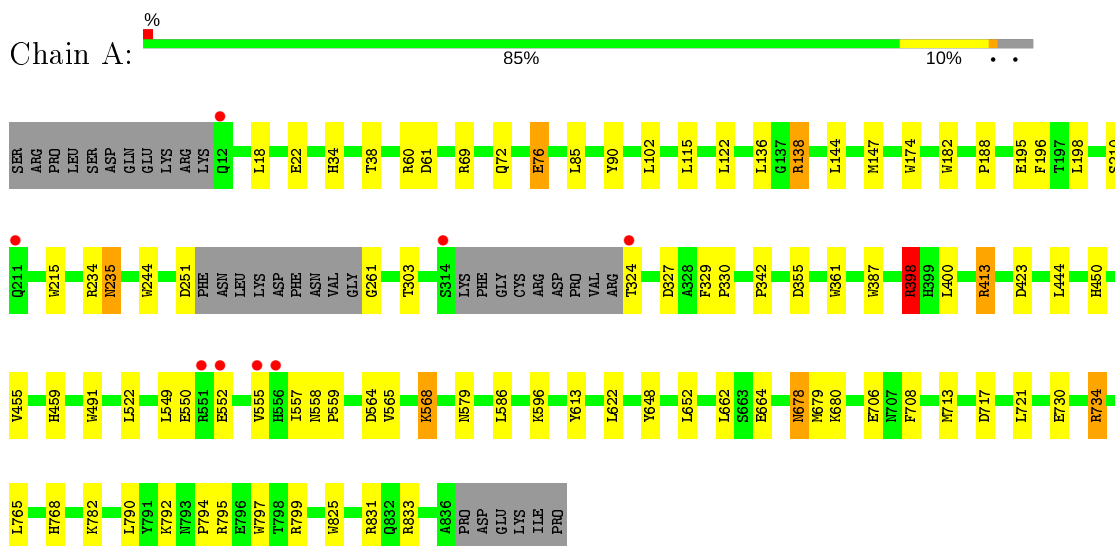 %
Chain A:
85% 10% • •
SER ARG PRO LEU SER ASP GLN GLU LYS ARG LYS Q12 L18 E22 H34 T38 R60 D61 R69 Q72 E76 L85 Y90 L102 L115 L122 L136 G137 R138 L144 M147 W174 W182 P188 E195 F196 T197 L198 S210
Q211 W215 R234 N235 W244 D251 PHE ASN LEU LYS ASP PHE ASN VAL GLY G261 T303 S314 LYS PHE GLY CYS ARG ASP PRO VAL ARG T324 D327 A328 F329 P330 P342 D355 W361 W387 R398 H399 L400 R413 D423 L444 H450
V455 H459 W491 L522 L549 E550 R551 E552 V555 H556 I557 N558 P559 D564 V565 K568 N579 L586 K596 Y613 L622 Y648 L652 L662 S663 E664 N678 M679 K680 E706 N707 F708 M713 D717 L721 E730 R734
L765 H768 K782 L790 Y791 K792 N793 P794 R795 E796 W797 T798 R799 W825 R831 Q832 R833 A836 PRO ASP GLU LYS ILE PRO